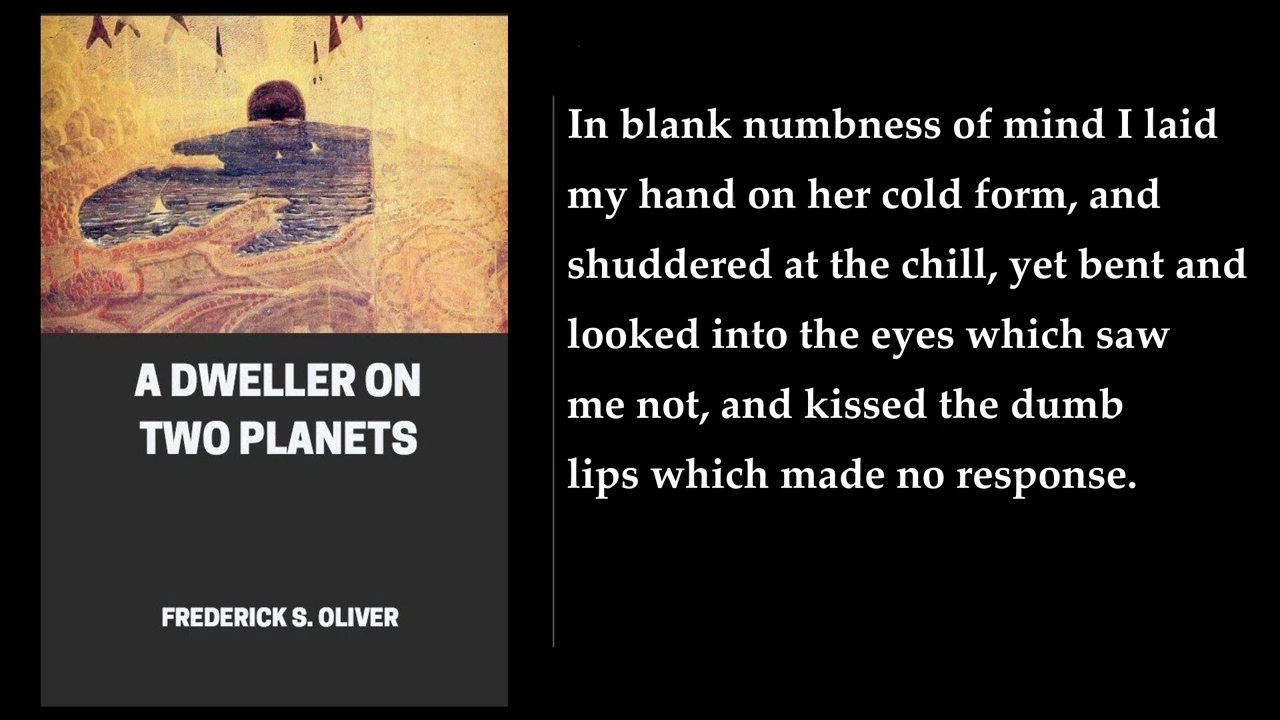 A DWELLER ON
TWO PLANETS
FREDERICK S. OLIVER
In blank numbness of mind I laid
my hand on her cold form, and
shuddered at the chill, yet bent and
looked into the eyes which saw
me not, and kissed the dumb
lips which made no response.